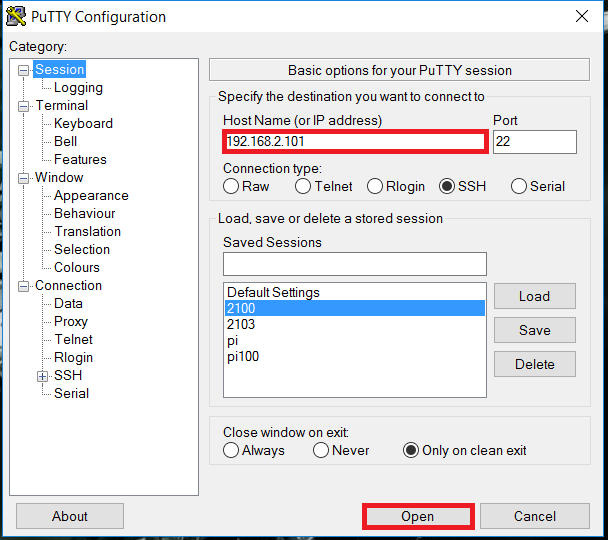 PuTTY Configuration
Category:
Session
Logging
Terminal
Keyboard
Bell
Features
Window
Appearance
Behaviour
Translation
Selection
Colours
Connection
Data
Proxy
Telnet
Rlogin
SSH
Serial
Basic options for your PuTTY session
Specify the destination you want to connect to
Host Name (or IP address) Port
192.168.2.101 22
Connection type:
Raw Telnet Rlogin SSH Serial
Load, save or delete a stored session
Saved Sessions
Default Settings
2100
2103
pi
pi100
Load
Save
Delete
Close window on exit:
Always Never Only on clean exit
About Open Cancel